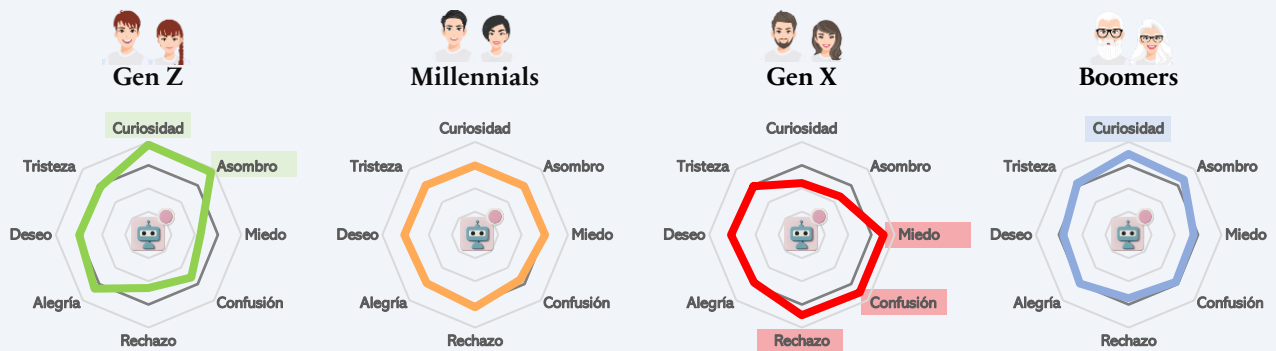 Gen Z
Curiosidad
Tristeza
Asombro
Deseo
Miedo
Alegría
Confusión
Rechazo
Millennials
Curiosidad
Tristeza
Asombro
Deseo
Miedo
Alegría
Confusión
Rechazo
Gen X
Curiosidad
Tristeza
Asombro
Deseo
Miedo
Alegría
Confusión
Rechazo
Boomers
Curiosidad
Tristeza
Asombro
Deseo
Miedo
Alegría
Confusión
Rechazo